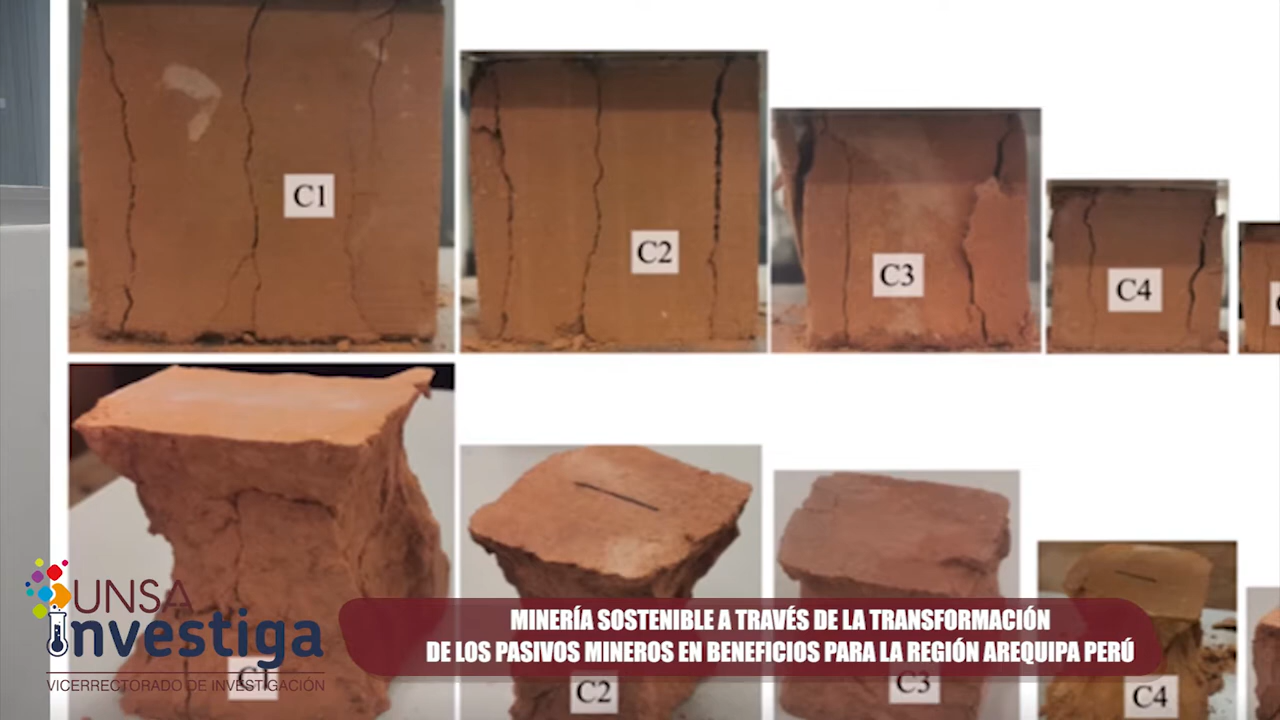 C1
C2
C3
C4
UNSA
investiga
VICERRECTORADO DE INVESTIGACIÓN
MINERÍA SOSTENIBLE A TRAVÉS DE LA TRANSFORMACIÓN
DE LOS PASIVOS MINEROS EN BENEFICIOS PARA LA REGIÓN AREQUIPA PERÚ
C1
C2
C3
C4